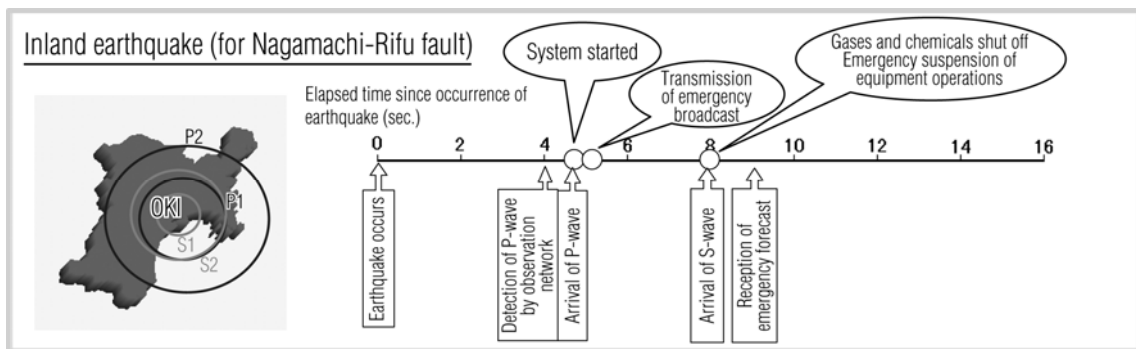 Inland earthquake (for Nagamachi-Rifu fault)
System started
Transmission
of emergency
broadcast
Gases and chemicals shut off
Emergency suspension of
equipment operations
Elapsed time since occurrence of
earthquake (sec.)
0 2 4 6 8 10 12 14 16
P2
P1
OKI
S1
S2
Earthquake occurs
Detection of P-wave
by observation
network
Arrival of P-wave
Arrival of S-wave
Reception of
emergency forecast